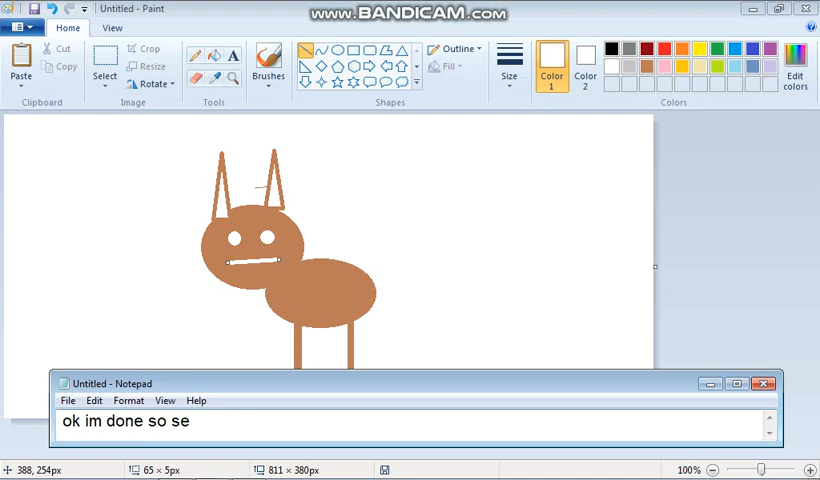 Untitled - Paint
www.BANDICAM.com
Home
View
Paste
Cut
Copy
Clipboard
Select
Crop
Resize
Rotate
Image
Tools
Brushes
Shapes
Outline
Fill
Size
Color
1
Color
2
Edit
colors
Colors
Untitled - Notepad
File Edit Format View Help
ok im done so se
388, 254px
65 × 5px
811 × 380px
100%